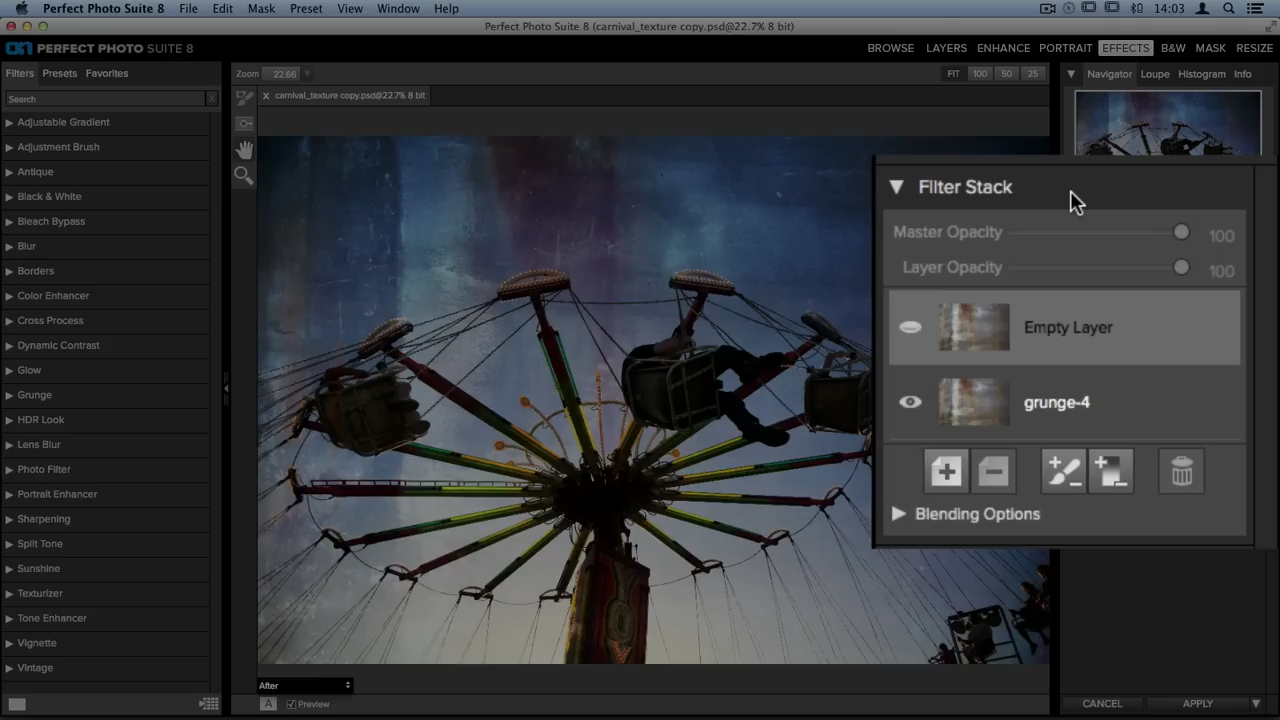 Perfect Photo Suite 8 File Edit Mask Preset View Window Help 14:03
Perfect Photo Suite 8 (carnival_texture copy.psd@22.7% 8 bit)
PERFECT PHOTO SUITE 8 BROWSE LAYERS ENHANCE PORTRAIT EFFECTS B&W MASK RESIZE
Filters Presets Favorites
Zoom 22.66 FIT 100 50 25
Navigator Loupe Histogram Info
Search
carnival_texture copy.psd@22.7% 8 bit
Adjustable Gradient
Adjustment Brush
Antique
Black & White
Bleach Bypass
Blur
Borders
Color Enhancer
Cross Process
Dynamic Contrast
Glow
Grunge
HDR Look
Lens Blur
Photo Filter
Portrait Enhancer
Sharpening
Split Tone
Sunshine
Texturizer
Tone Enhancer
Vignette
Vintage
Filter Stack
Master Opacity 100
Layer Opacity 100
Empty Layer
grunge-4
Blending Options
After
A Preview
CANCEL APPLY